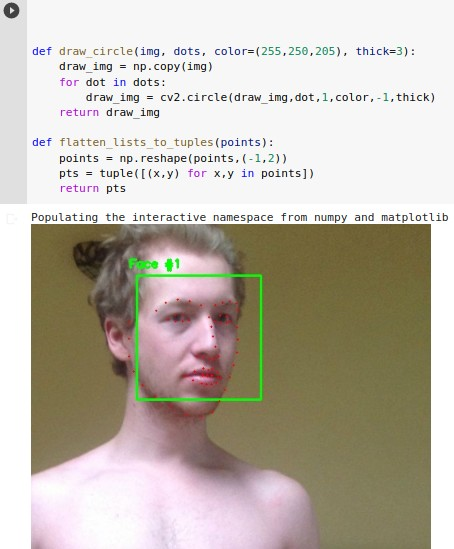 def draw_circle(img, dots, color=(255,250,205), thick=3):
    draw_img = np.copy(img)
    for dot in dots:
        draw_img = cv2.circle(draw_img,dot,1,color,-1,thick)
    return draw_img
def flatten_lists_to_tuples(points):
    points = np.reshape(points,(-1,2))
    pts = tuple([(x,y) for x,y in points])
    return pts
Populating the interactive namespace from numpy and matplotlib
Face #1